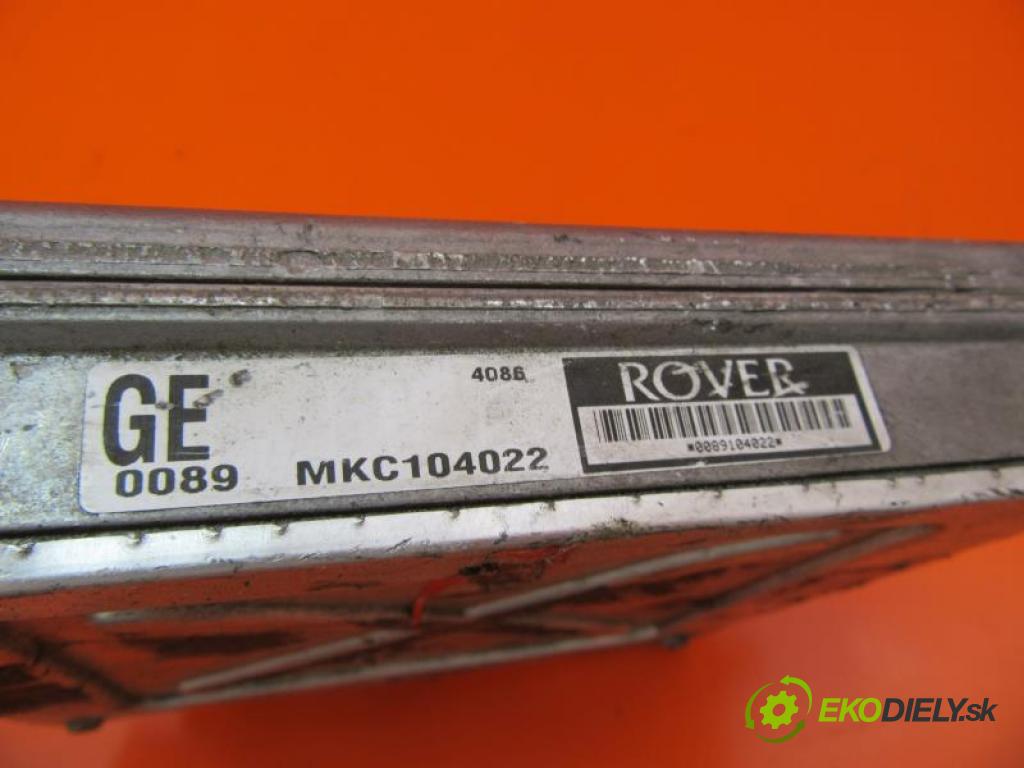 GE
4086
ROVER
0089
MKC104022
*0089104022*
EKODIELY.sk